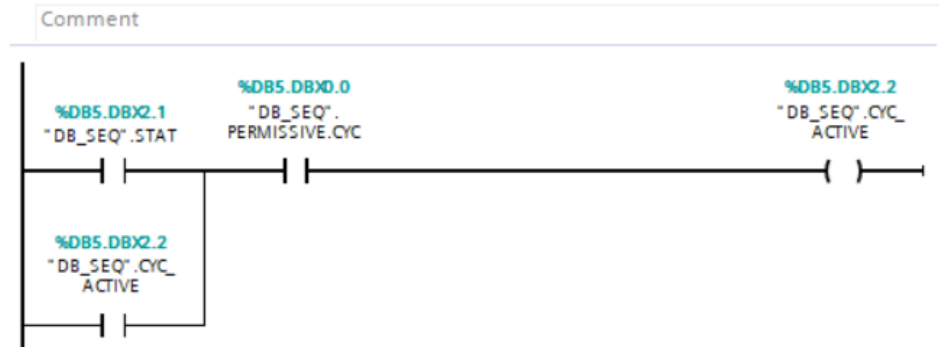 Comment
%DB5.DBX2.1
"DB_SEQ".STAT
%DB5.DBX0.0
"DB_SEQ".
PERMISSIVE.CYC
%DB5.DBX2.2
"DB_SEQ".CYC_
ACTIVE
%DB5.DBX2.2
"DB_SEQ".CYC_
ACTIVE